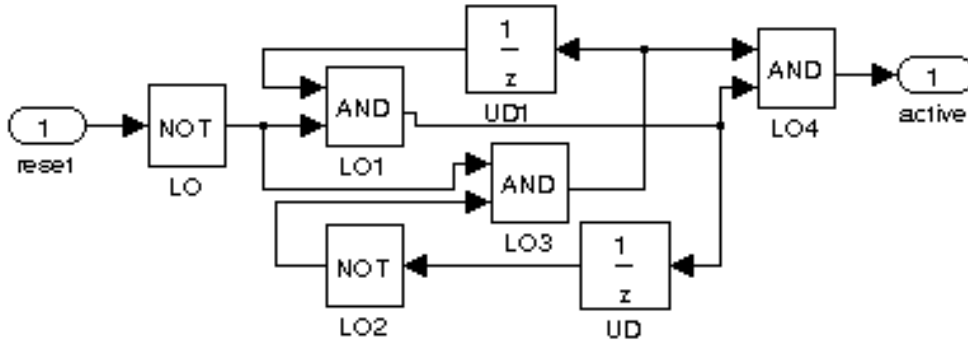 1
z
UD1
AND
LO4
1
active
1
reset
NOT
LO
AND
LO1
AND
LO3
NOT
LO2
1
z
UD